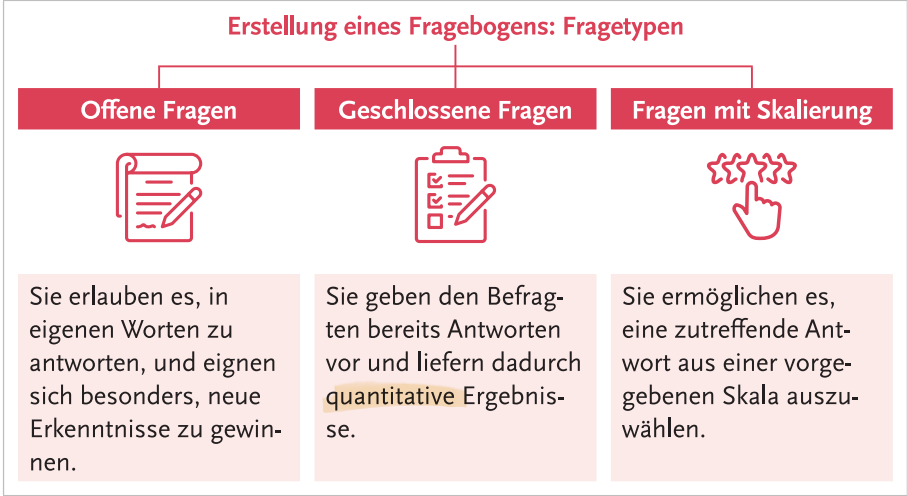 Erstellung eines Fragebogens: Fragetypen
Offene Fragen
Geschlossene Fragen
Fragen mit Skalierung
Sie erlauben es, in
eigenen Worten zu
antworten, und eignen
sich besonders, neue
Erkenntnisse zu gewin-
nen.
Sie geben den Befrag-
ten bereits Antworten
vor und liefern dadurch
quantitative Ergebnis-
se.
Sie ermöglichen es,
eine zutreffende Ant-
wort aus einer vorge-
gebenen Skala auszu-
wählen.